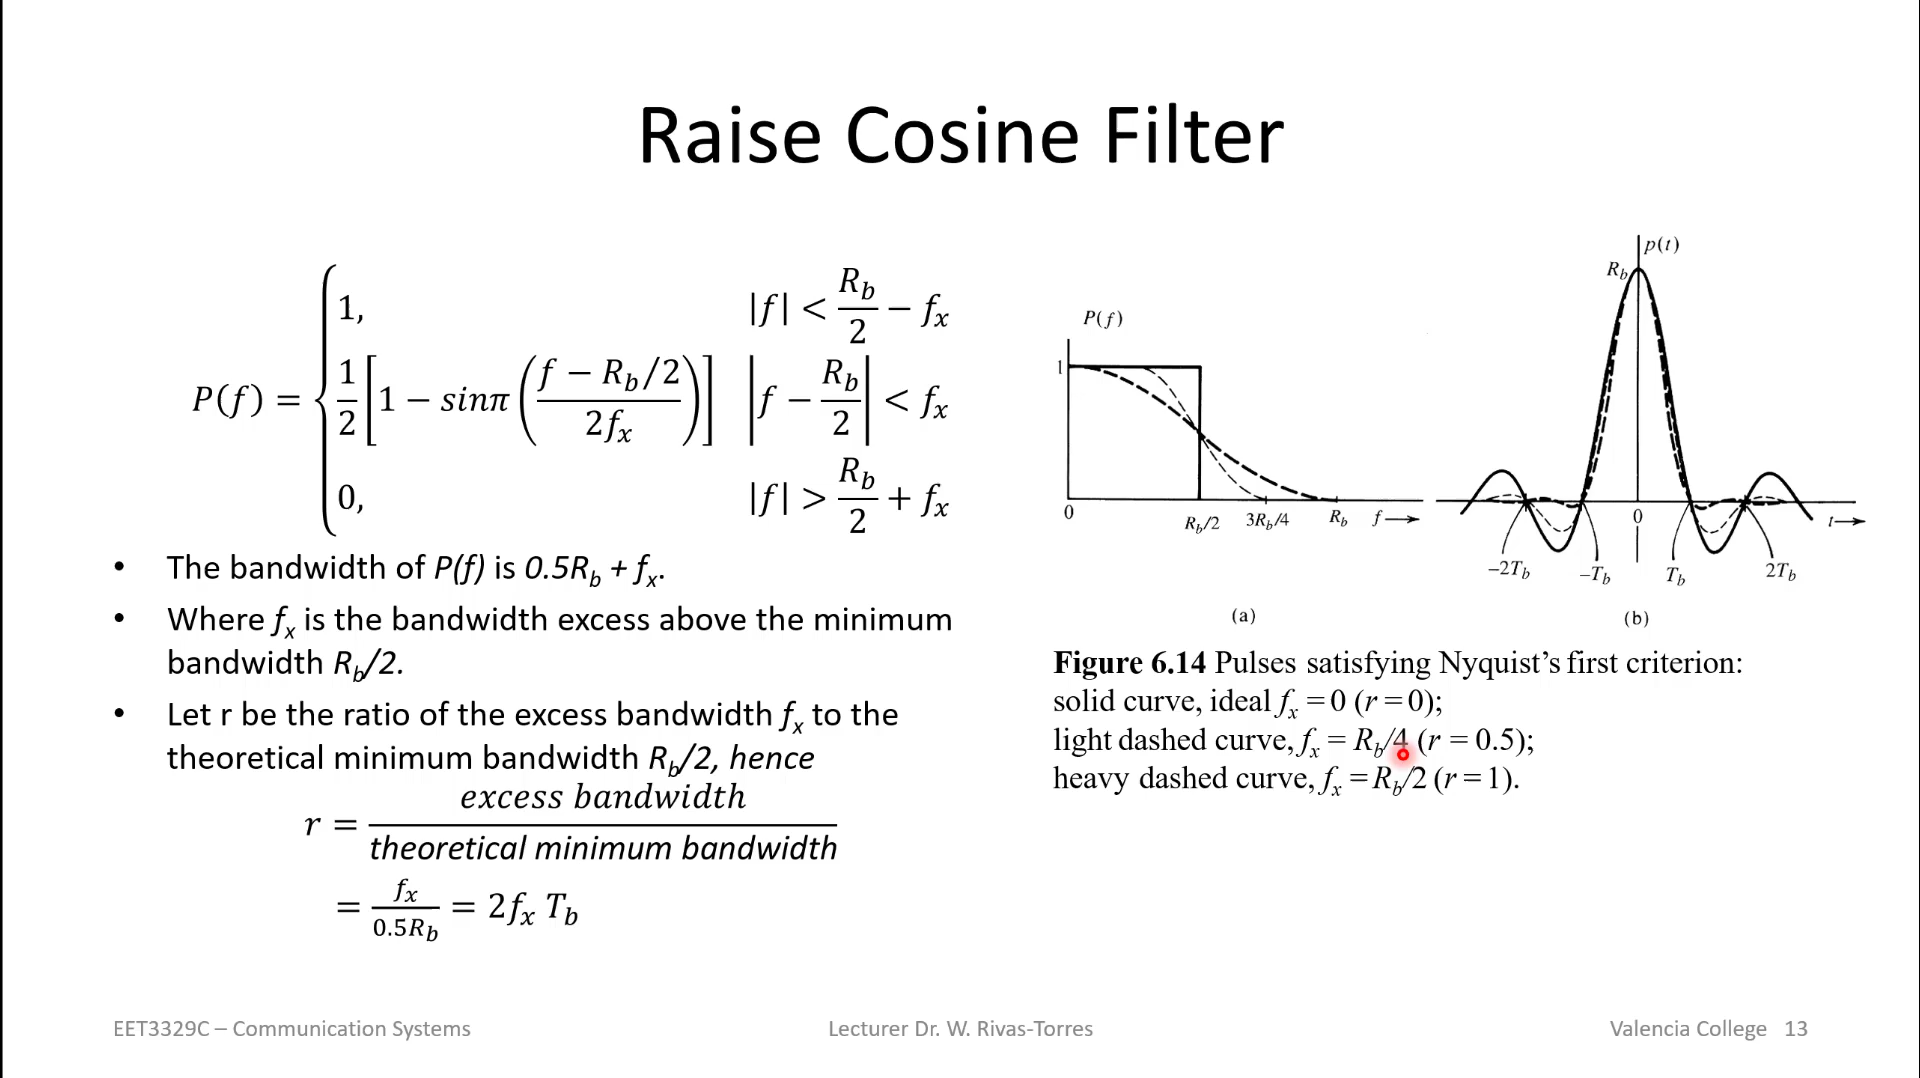 Raise Cosine Filter
P(f) = { 1, |f| < R_b/2 − f_x
1/2 [1 − sinπ((f − R_b/2)/(2f_x))] |f − R_b/2| < f_x
0, |f| > R_b/2 + f_x
• The bandwidth of P(f) is 0.5R_b + f_x.
• Where f_x is the bandwidth excess above the minimum
bandwidth R_b/2.
• Let r be the ratio of the excess bandwidth f_x to the
theoretical minimum bandwidth R_b/2, hence
r = excess bandwidth / theoretical minimum bandwidth
= f_x / 0.5R_b = 2f_x T_b
P(f)
1
0 R_b/2 3R_b/4 R_b f→
(a)
p(t)
R_b
0 t→
−2T_b −T_b T_b 2T_b
(b)
Figure 6.14 Pulses satisfying Nyquist’s first criterion:
solid curve, ideal f_x = 0 (r = 0);
light dashed curve, f_x = R_b/4 (r = 0.5);
heavy dashed curve, f_x = R_b/2 (r = 1).
EET3329C – Communication Systems
Lecturer Dr. W. Rivas-Torres
Valencia College 13